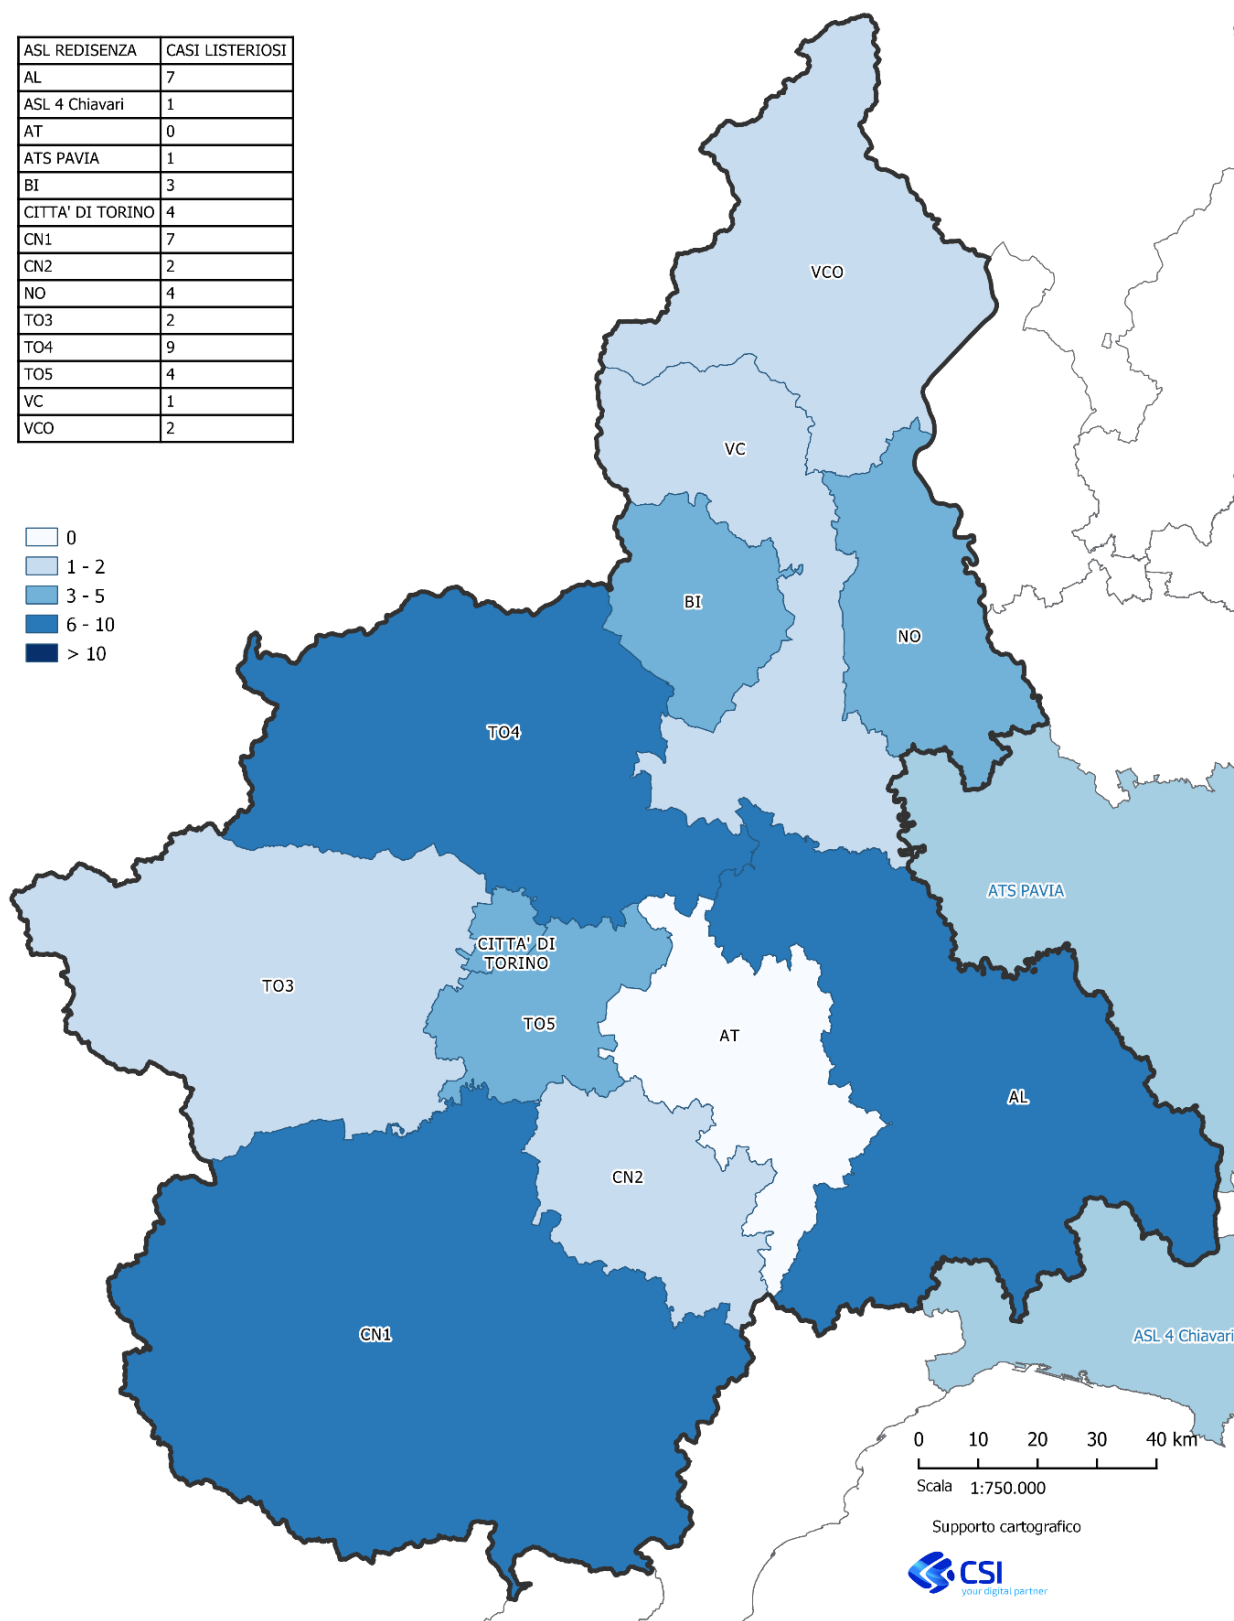 ASL REDISENZA CASI LISTERIOSI
AL 7
ASL 4 Chiavari 1
AT 0
ATS PAVIA 1
BI 3
CITTA' DI TORINO 4
CN1 7
CN2 2
NO 4
TO3 2
TO4 9
TO5 4
VC 1
VCO 2
0
1 - 2
3 - 5
6 - 10
> 10
VCO
VC
BI
NO
TO4
ATS PAVIA
CITTA' DI
TORINO
TO3
TO5
AT
AL
CN2
CN1
ASL 4 Chiavari
0 10 20 30 40 km
Scala 1:750.000
Supporto cartografico
CSI
your digital partner